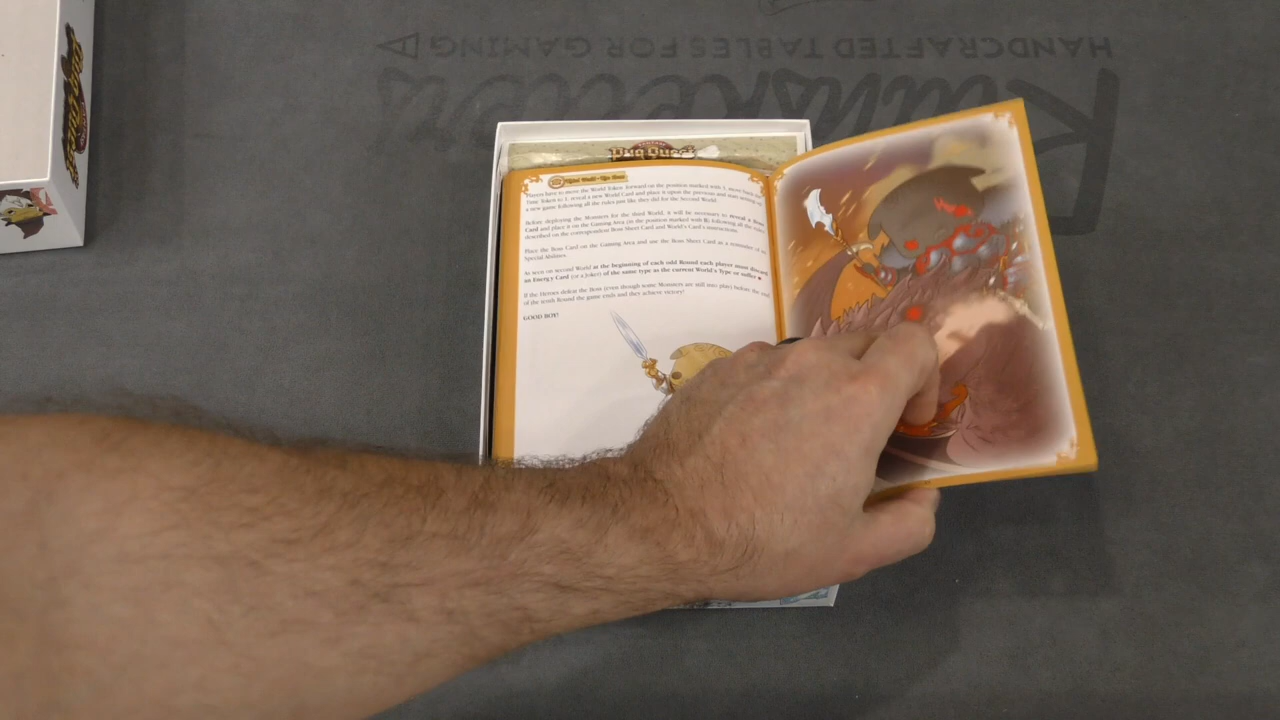 HANDCRAFTED TABLES FOR GAMING
FANTASY
Pug Quest
Third World - The Boss
Players have to move the World Token forward on the position marked with 3, move back the
Time Token to 1, reveal a new World Card and place it upon the previous and start setting up
a new game following all the rules just like they did for the Second World.
Before deploying the Monsters for the third World, it will be necessary to reveal a Boss
Card and place it on the Gaming Area (in the position marked with B) following all the rules
described on the correspondent Boss Sheet Card and World's Card's instructions.
Place the Boss Card on the Gaming Area and use the Boss Sheet Card as a reminder of its
Special Abilities.
As seen on second World at the beginning of each odd Round each player must discard
an Energy Card (or a Joker) of the same type as the current World's Type or suffer
If the Heroes defeat the Boss (even though some Monsters are still into play) before the end
of the tenth Round the game ends and they achieve victory!
GOOD BOY!